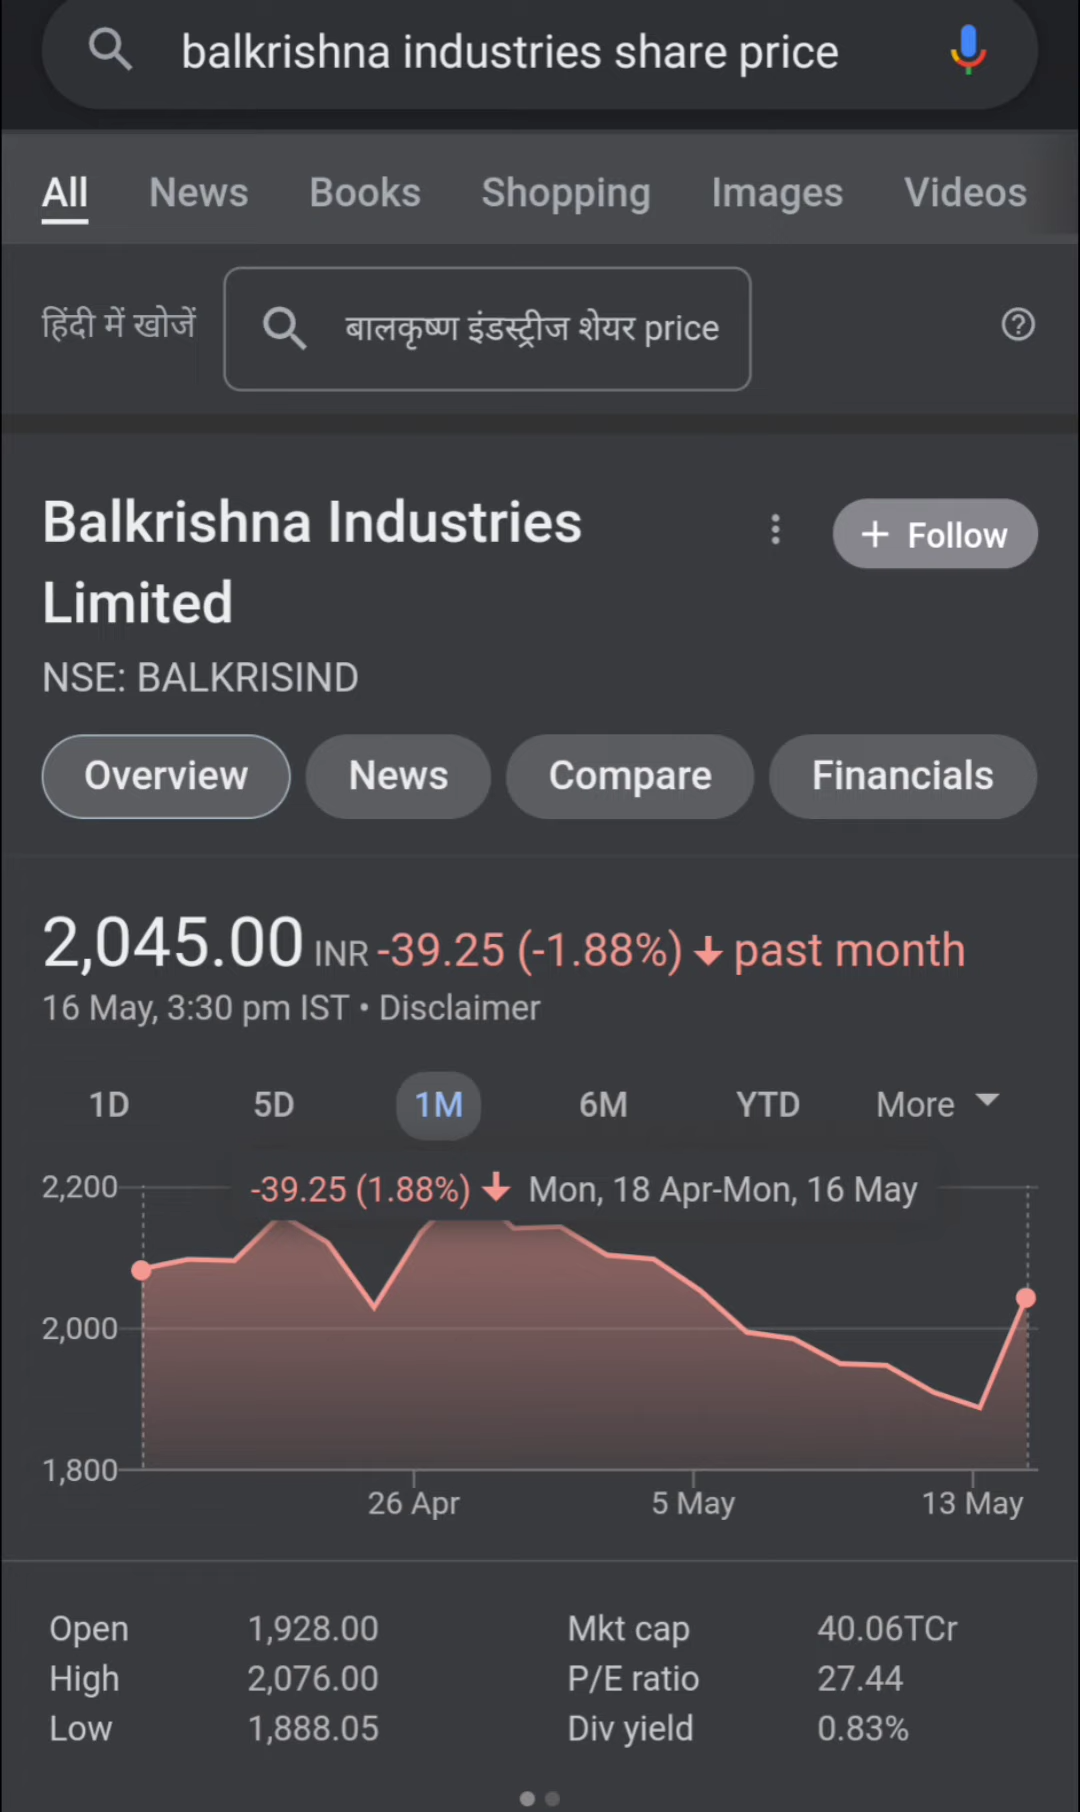 balkrishna industries share price
All News Books Shopping Images Videos
हिंदी में खोजें बालकृष्ण इंडस्ट्रीज शेयर price
Balkrishna Industries
Limited
+ Follow
NSE: BALKRISIND
Overview News Compare Financials
2,045.00 INR -39.25 (-1.88%) ↓ past month
16 May, 3:30 pm IST • Disclaimer
1D 5D 1M 6M YTD More
-39.25 (1.88%) ↓ Mon, 18 Apr-Mon, 16 May
2,200
2,000
1,800
26 Apr 5 May 13 May
Open 1,928.00 Mkt cap 40.06TCr
High 2,076.00 P/E ratio 27.44
Low 1,888.05 Div yield 0.83%